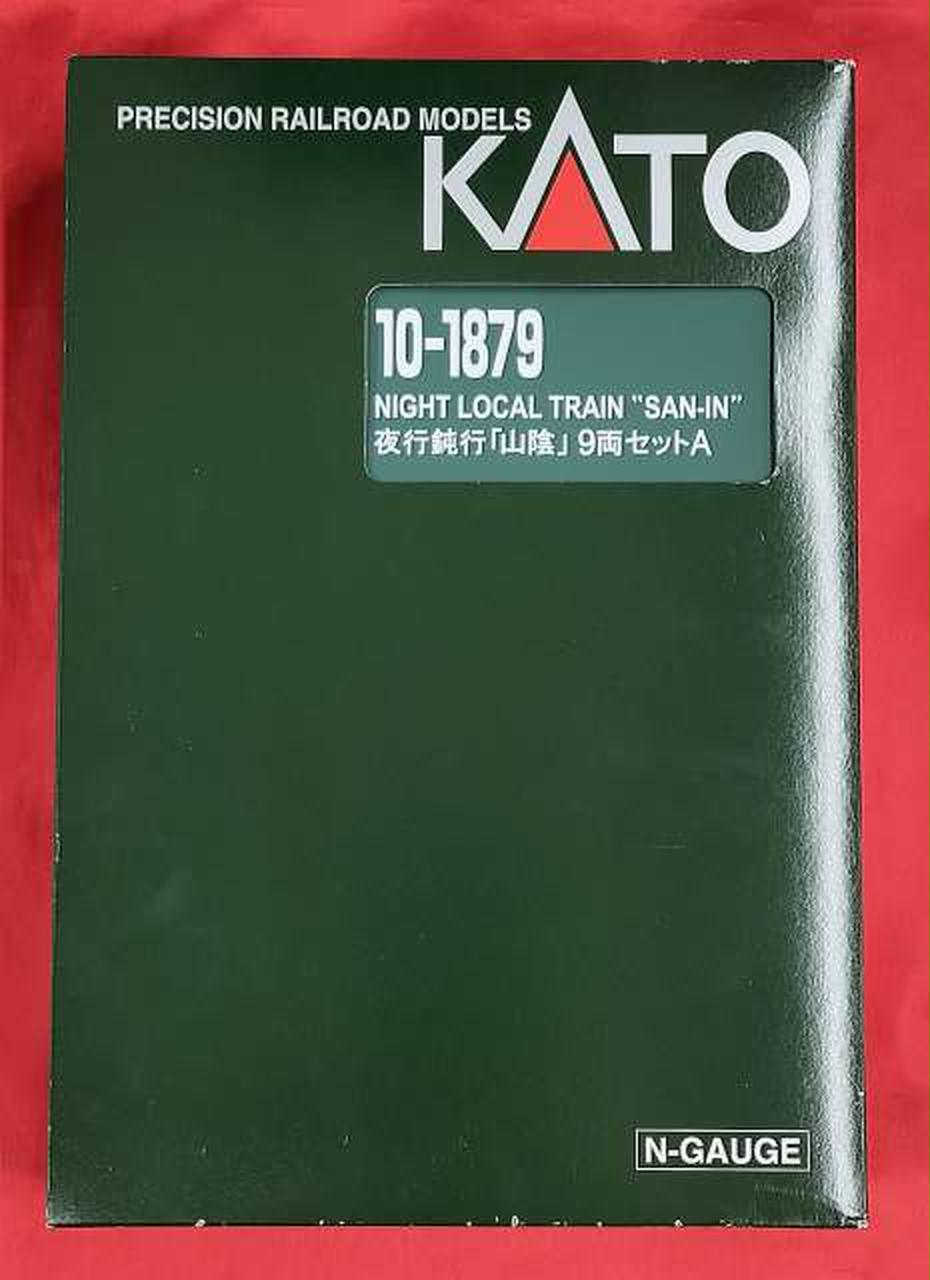 PRECISION RAILROAD MODELS
KATO
10-1879
NIGHT LOCAL TRAIN "SAN-IN"
夜行鈍行「山陰」9両セットA
N-GAUGE